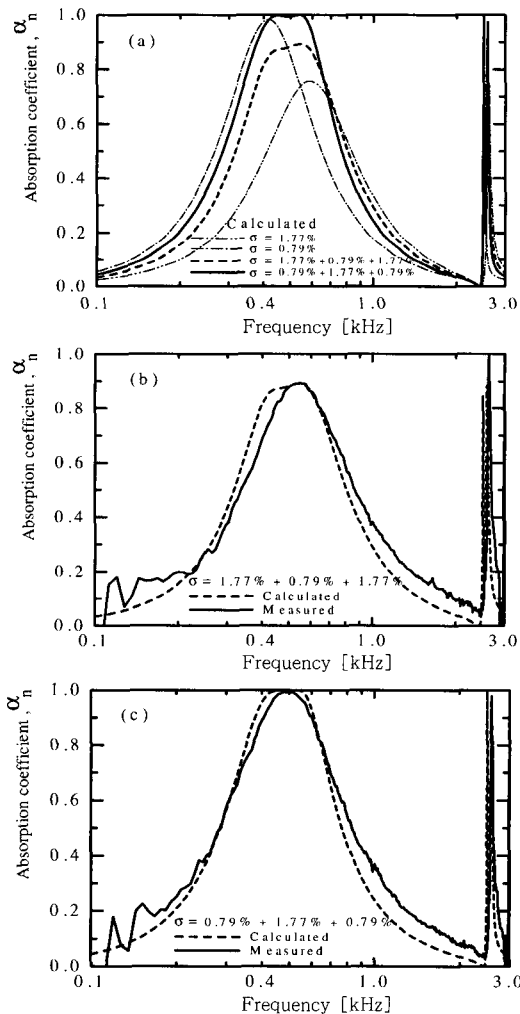 (a)
Absorption coefficient , αn
1.0
0.8
0.6
0.4
0.2
0.0
Calculated
σ = 1.77%
σ = 0.79%
σ = 1.77% + 0.79% + 1.77%
σ = 0.79% + 1.77% + 0.79%
0.1 0.4 1.0 3.0
Frequency [kHz]
(b)
Absorption coefficient , αn
1.0
0.8
0.6
0.4
0.2
0.0
σ = 1.77% + 0.79% + 1.77%
Calculated
Measured
0.1 0.4 1.0 3.0
Frequency [kHz]
(c)
Absorption coefficient , αn
1.0
0.8
0.6
0.4
0.2
0.0
σ = 0.79% + 1.77% + 0.79%
Calculated
Measured
0.1 0.4 1.0 3.0
Frequency [kHz]